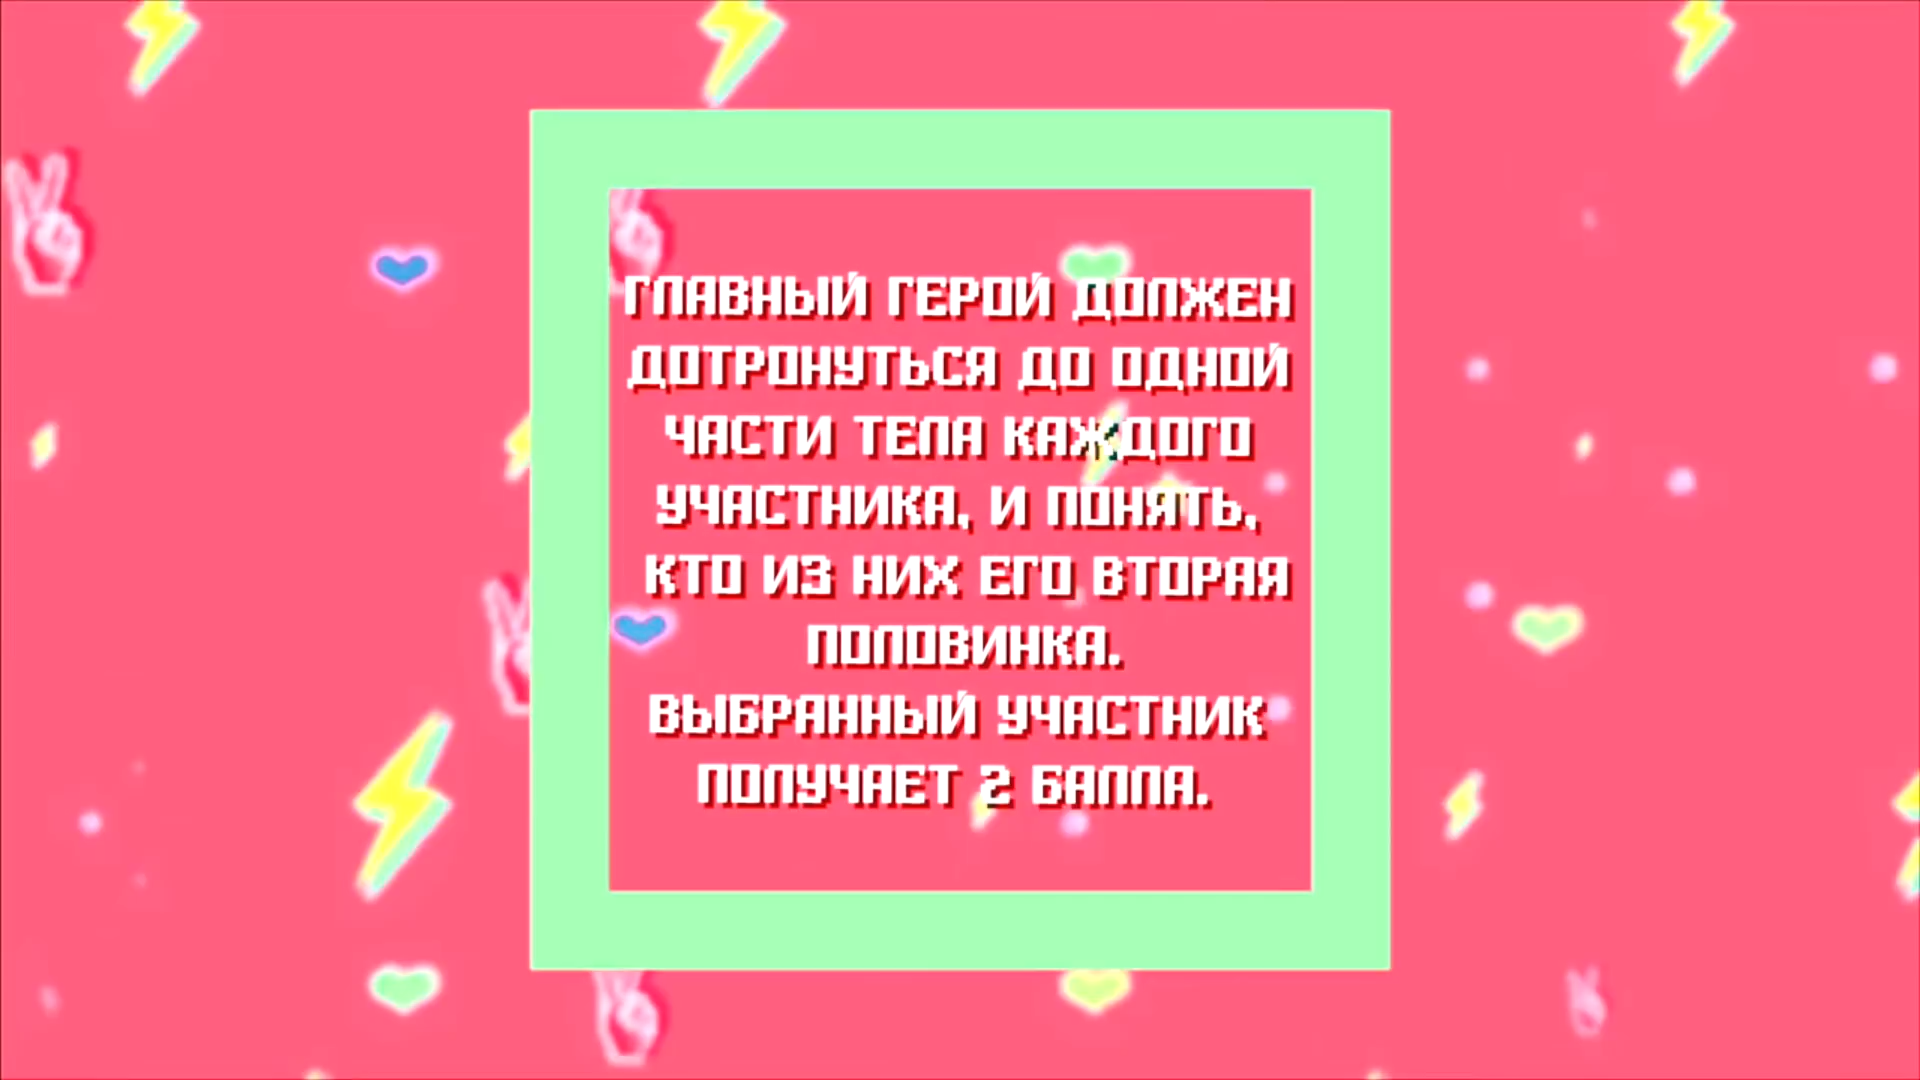 ГЛАВНЫЙ ГЕРОЙ ДОЛЖЕН
ДОТРОНУТЬСЯ ДО ОДНОЙ
ЧАСТИ ТЕЛА КАЖДОГО
УЧАСТНИКА, И ПОНЯТЬ,
КТО ИЗ НИХ ЕГО ВТОРАЯ
ПОЛОВИНКА.
ВЫБРАННЫЙ УЧАСТНИК
ПОЛУЧАЕТ 2 БАЛЛА.